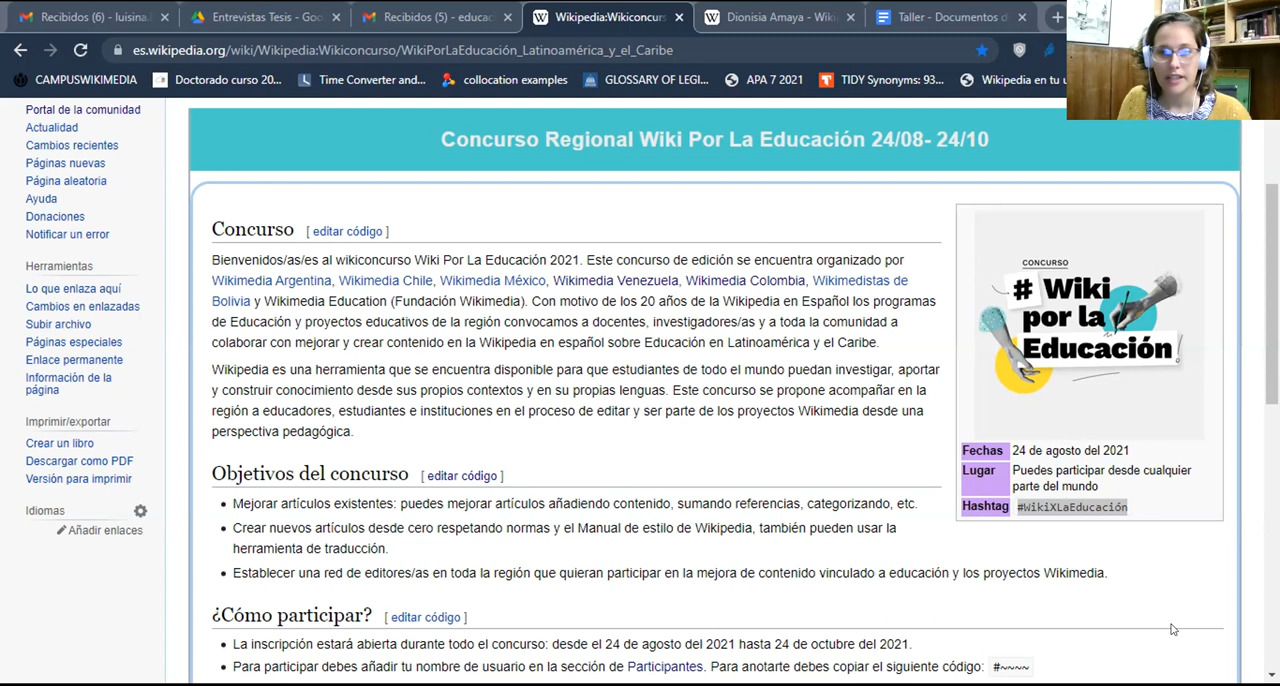 Recibidos (6) - luisina.l
Entrevistas Tesis - Goo
Recibidos (5) - educac
Wikipedia:Wikiconcurs
Dionisia Amaya - Wiki
Taller - Documentos d
es.wikipedia.org/wiki/Wikipedia:Wikiconcurso/WikiPorLaEducación_Latinoamérica_y_el_Caribe
CAMPUSWIKIMEDIA
Doctorado curso 20...
Time Converter and...
collocation examples
GLOSSARY OF LEGI...
APA 7 2021
TIDY Synonyms: 93...
Wikipedia en tu u
Portal de la comunidad
Actualidad
Cambios recientes
Páginas nuevas
Página aleatoria
Ayuda
Donaciones
Notificar un error
Herramientas
Lo que enlaza aquí
Cambios en enlazadas
Subir archivo
Páginas especiales
Enlace permanente
Información de la
página
Imprimir/exportar
Crear un libro
Descargar como PDF
Versión para imprimir
Idiomas
Añadir enlaces
Concurso Regional Wiki Por La Educación 24/08- 24/10
Concurso [ editar código ]
Bienvenidos/as/es al wikiconcurso Wiki Por La Educación 2021. Este concurso de edición se encuentra organizado por
Wikimedia Argentina, Wikimedia Chile, Wikimedia México, Wikimedia Venezuela, Wikimedia Colombia, Wikimedistas de
Bolivia y Wikimedia Education (Fundación Wikimedia). Con motivo de los 20 años de la Wikipedia en Español los programas
de Educación y proyectos educativos de la región convocamos a docentes, investigadores/as y a toda la comunidad a
colaborar con mejorar y crear contenido en la Wikipedia en español sobre Educación en Latinoamérica y el Caribe.
Wikipedia es una herramienta que se encuentra disponible para que estudiantes de todo el mundo puedan investigar, aportar
y construir conocimiento desde sus propios contextos y en su propias lenguas. Este concurso se propone acompañar en la
región a educadores, estudiantes e instituciones en el proceso de editar y ser parte de los proyectos Wikimedia desde una
perspectiva pedagógica.
Objetivos del concurso [ editar código ]
Mejorar artículos existentes: puedes mejorar artículos añadiendo contenido, sumando referencias, categorizando, etc.
Crear nuevos artículos desde cero respetando normas y el Manual de estilo de Wikipedia, también pueden usar la
herramienta de traducción.
Establecer una red de editores/as en toda la región que quieran participar en la mejora de contenido vinculado a educación y los proyectos Wikimedia.
¿Cómo participar? [ editar código ]
La inscripción estará abierta durante todo el concurso: desde el 24 de agosto del 2021 hasta 24 de octubre del 2021.
Para participar debes añadir tu nombre de usuario en la sección de Participantes. Para anotarte debes copiar el siguiente código: #~~~~
CONCURSO
# Wiki
por la
Educación!
Fechas 24 de agosto del 2021
Lugar Puedes participar desde cualquier
parte del mundo
Hashtag #WikiXLaEducación